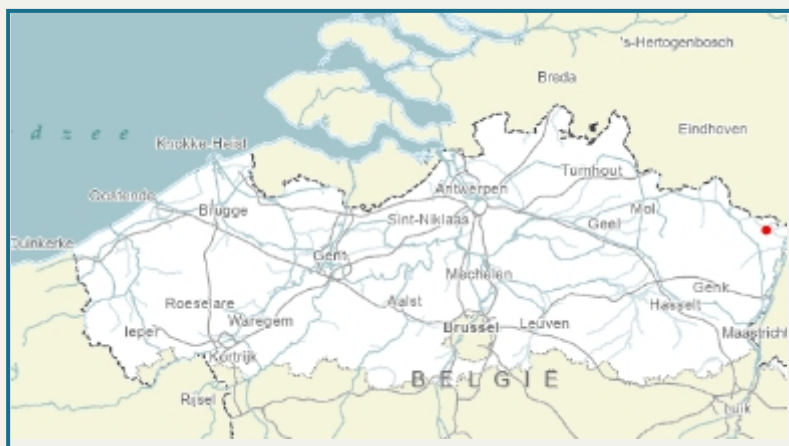 's-Hertogenbosch
Breda
Eindhoven
d z e e
Knokke-Heist
Turnhout
Antwerpen
Oostende
Brugge
Sint-Niklaas
Geel
Mol
Duinkerke
Gent
Mechelen
Genk
Roeselare
Aalst
Hasselt
Ieper
Waregem
Brussel
Leuven
Maastricht
Kortrijk
BELGIË
Rijsel
Luik